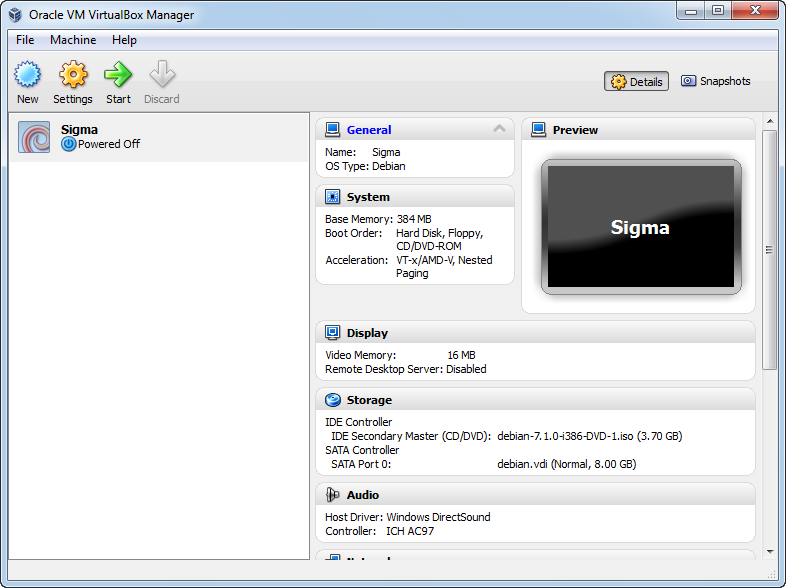 Oracle VM VirtualBox Manager
File Machine Help
New Settings Start Discard
Details Snapshots
Sigma
Powered Off
General
Name: Sigma
OS Type: Debian
System
Base Memory: 384 MB
Boot Order: Hard Disk, Floppy,
CD/DVD-ROM
Acceleration: VT-x/AMD-V, Nested
Paging
Preview
Sigma
Display
Video Memory: 16 MB
Remote Desktop Server: Disabled
Storage
IDE Controller
IDE Secondary Master (CD/DVD): debian-7.1.0-i386-DVD-1.iso (3.70 GB)
SATA Controller
SATA Port 0: debian.vdi (Normal, 8.00 GB)
Audio
Host Driver: Windows DirectSound
Controller: ICH AC97